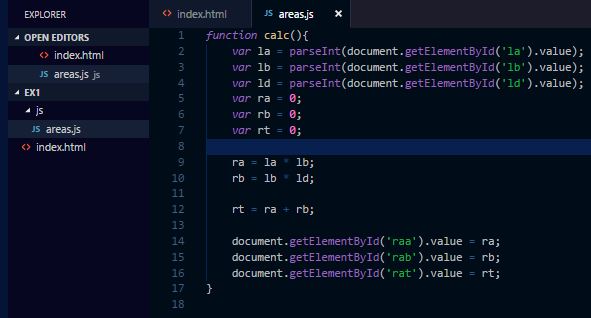 EXPLORER
OPEN EDITORS
<> index.html
JS areas.js js
EX1
js
JS areas.js
<> index.html
<> index.html JS areas.js ×
1 function calc(){
2 var la = parseInt(document.getElementById('la').value);
3 var lb = parseInt(document.getElementById('lb').value);
4 var ld = parseInt(document.getElementById('ld').value);
5 var ra = 0;
6 var rb = 0;
7 var rt = 0;
8
9 ra = la * lb;
10 rb = lb * ld;
11
12 rt = ra + rb;
13
14 document.getElementById('raa').value = ra;
15 document.getElementById('rab').value = rb;
16 document.getElementById('rat').value = rt;
17 }
18